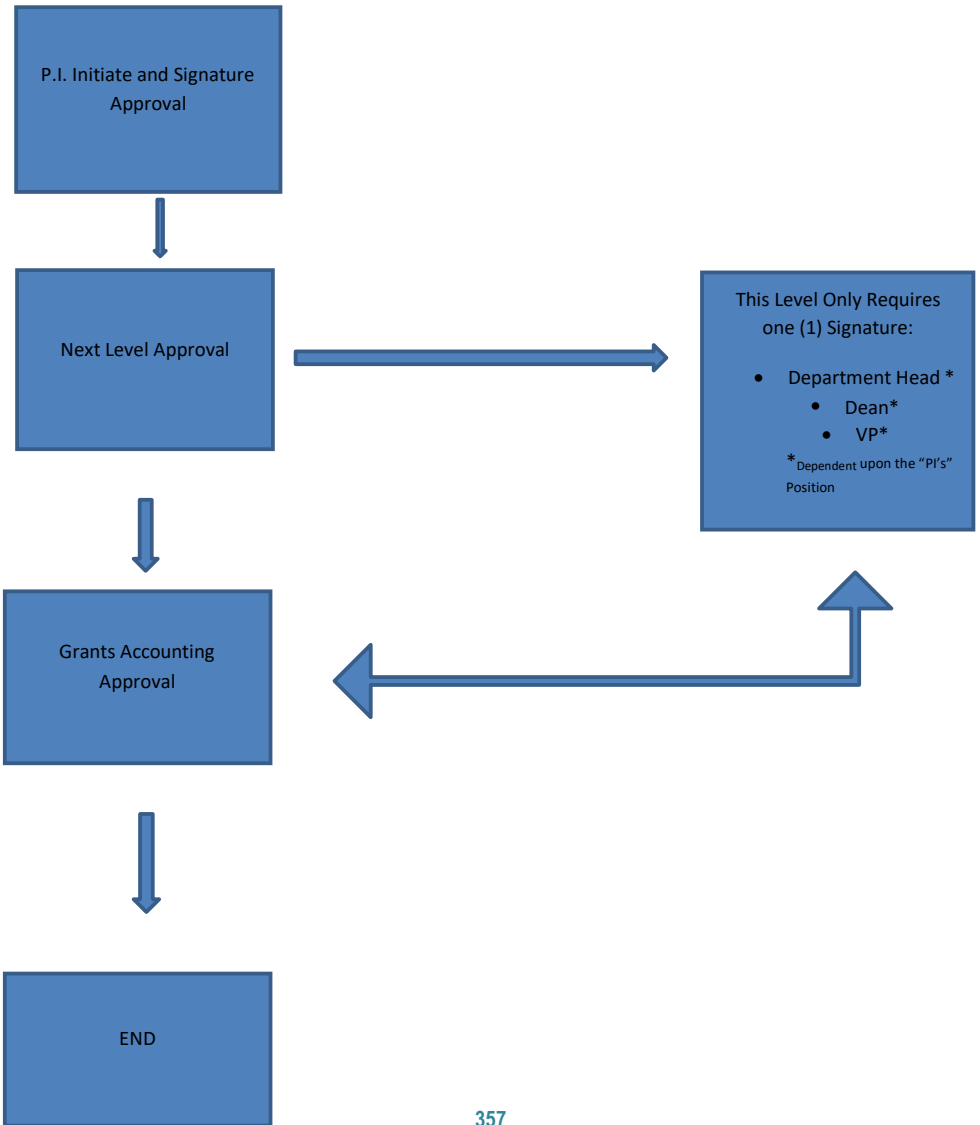 P.I. Initiate and Signature
Approval
Next Level Approval
This Level Only Requires
one (1) Signature:
• Department Head *
• Dean*
• VP*
*Dependent upon the “PI’s”
Position
Grants Accounting
Approval
END
357